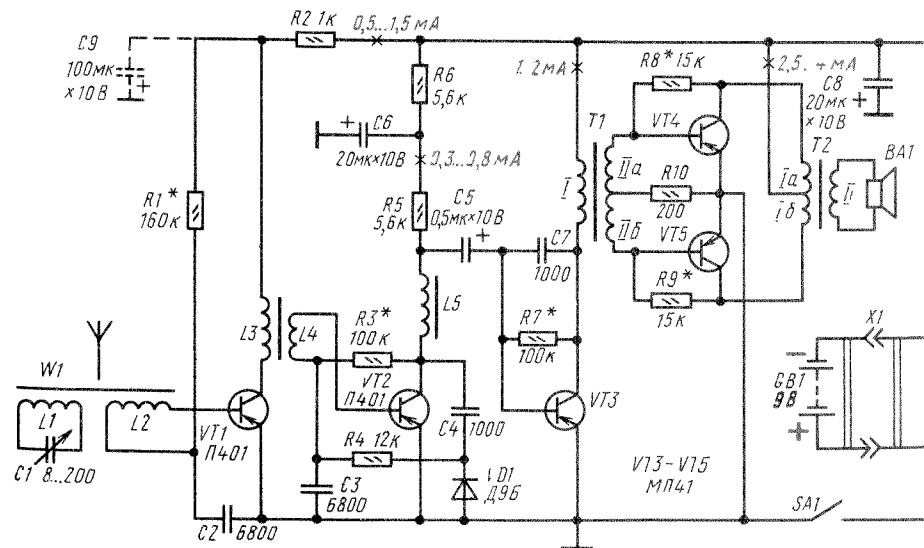 C9
100мк
×10В
+
R2 1к
0,5...1,5 мА
R6
5,6к
+
C6
20мк×10В
0,3...0,8 мА
R1*
160к
R5
5,6к
C5
0,5мк×10В
+
1..2мА
T1
I
IIа
IIб
R8* 15к
VT4
R10
200
VT5
R9*
15к
2,5..4мА
C8
20мк +
×10В
T2
Iа
Iб
II
BA1
C7
1000
L5
R7*
100к
VT3
L3
L4
R3*
100к
VT2
П401
C4
1000
W1
L1
L2
C1 8...200
VT1
П401
R4 12к
C3
6800
VD1
Д9Б
C2
6800
VT3-VT5
МП41
X1
−
GB1
9В
+
SA1